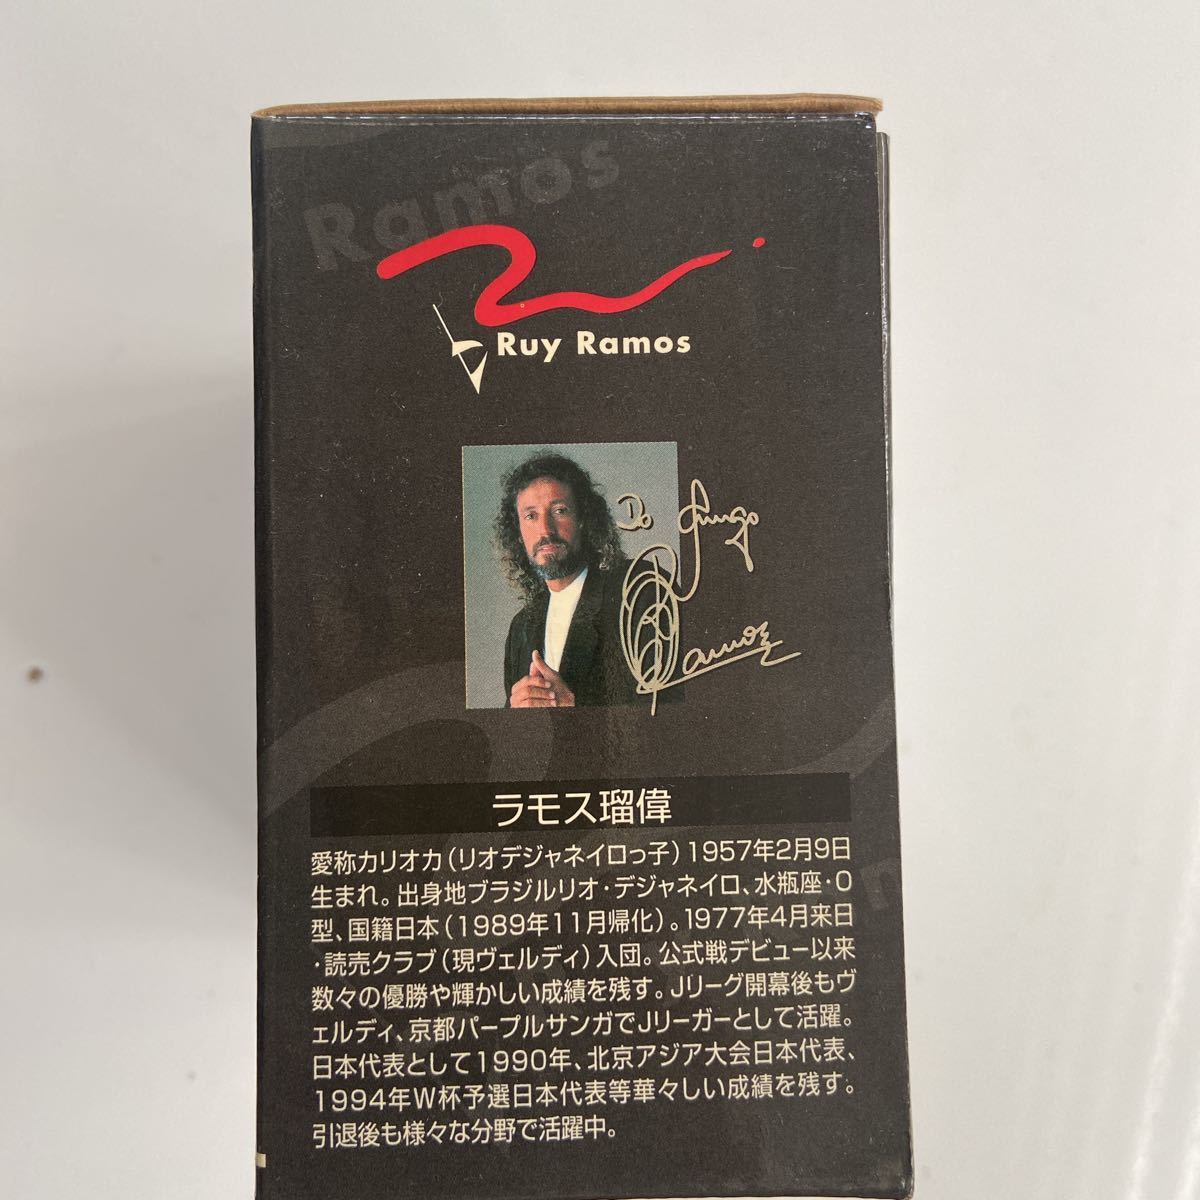 Ramos
Ruy Ramos
Do
Ramos
ラモス瑠偉
愛称カリオカ(リオデジャネイロっ子)1957年2月9日
生まれ。出身地ブラジルリオ・デジャネイロ、水瓶座・O
型、国籍日本(1989年11月帰化)。1977年4月来日
・読売クラブ(現ヴェルディ)入団。公式戦デビュー以来
数々の優勝や輝かしい成績を残す。Jリーグ開幕後もヴ
ェルディ、京都パープルサンガでJリーガーとして活躍。
日本代表として1990年、北京アジア大会日本代表、
1994年W杯予選日本代表等華々しい成績を残す。
引退後も様々な分野で活躍中。